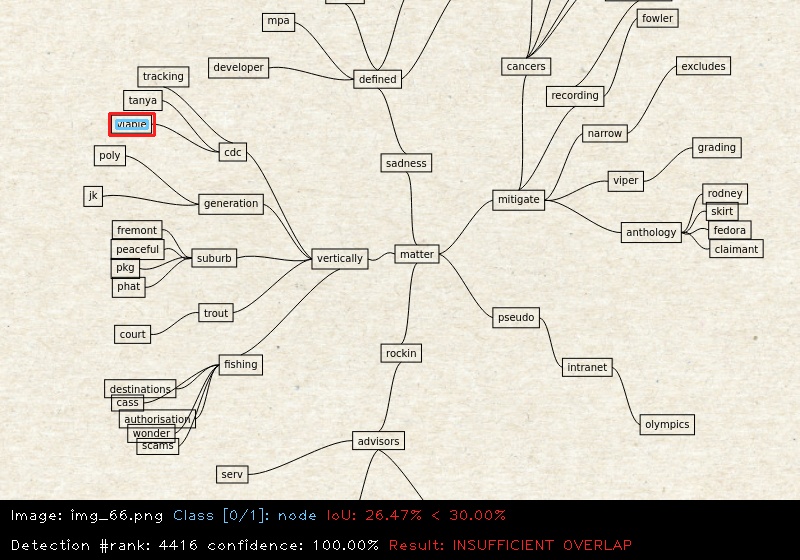 mpa
fowler
developer
defined
cancers
excludes
tracking
recording
tanya
narrow
cdc
grading
poly
sadness
viper
rodney
jk
generation
mitigate
skirt
fremont
anthology
fedora
peaceful
claimant
suburb
vertically
matter
pkg
phat
trout
pseudo
court
rockin
fishing
intranet
destinations
cass
authorisation
olympics
wonder
scams
advisors
serv
Image: img_66.png Class [0/1]: node IoU: 26.47% < 30.00%
Detection #rank: 4416 confidence: 100.00% Result: INSUFFICIENT OVERLAP